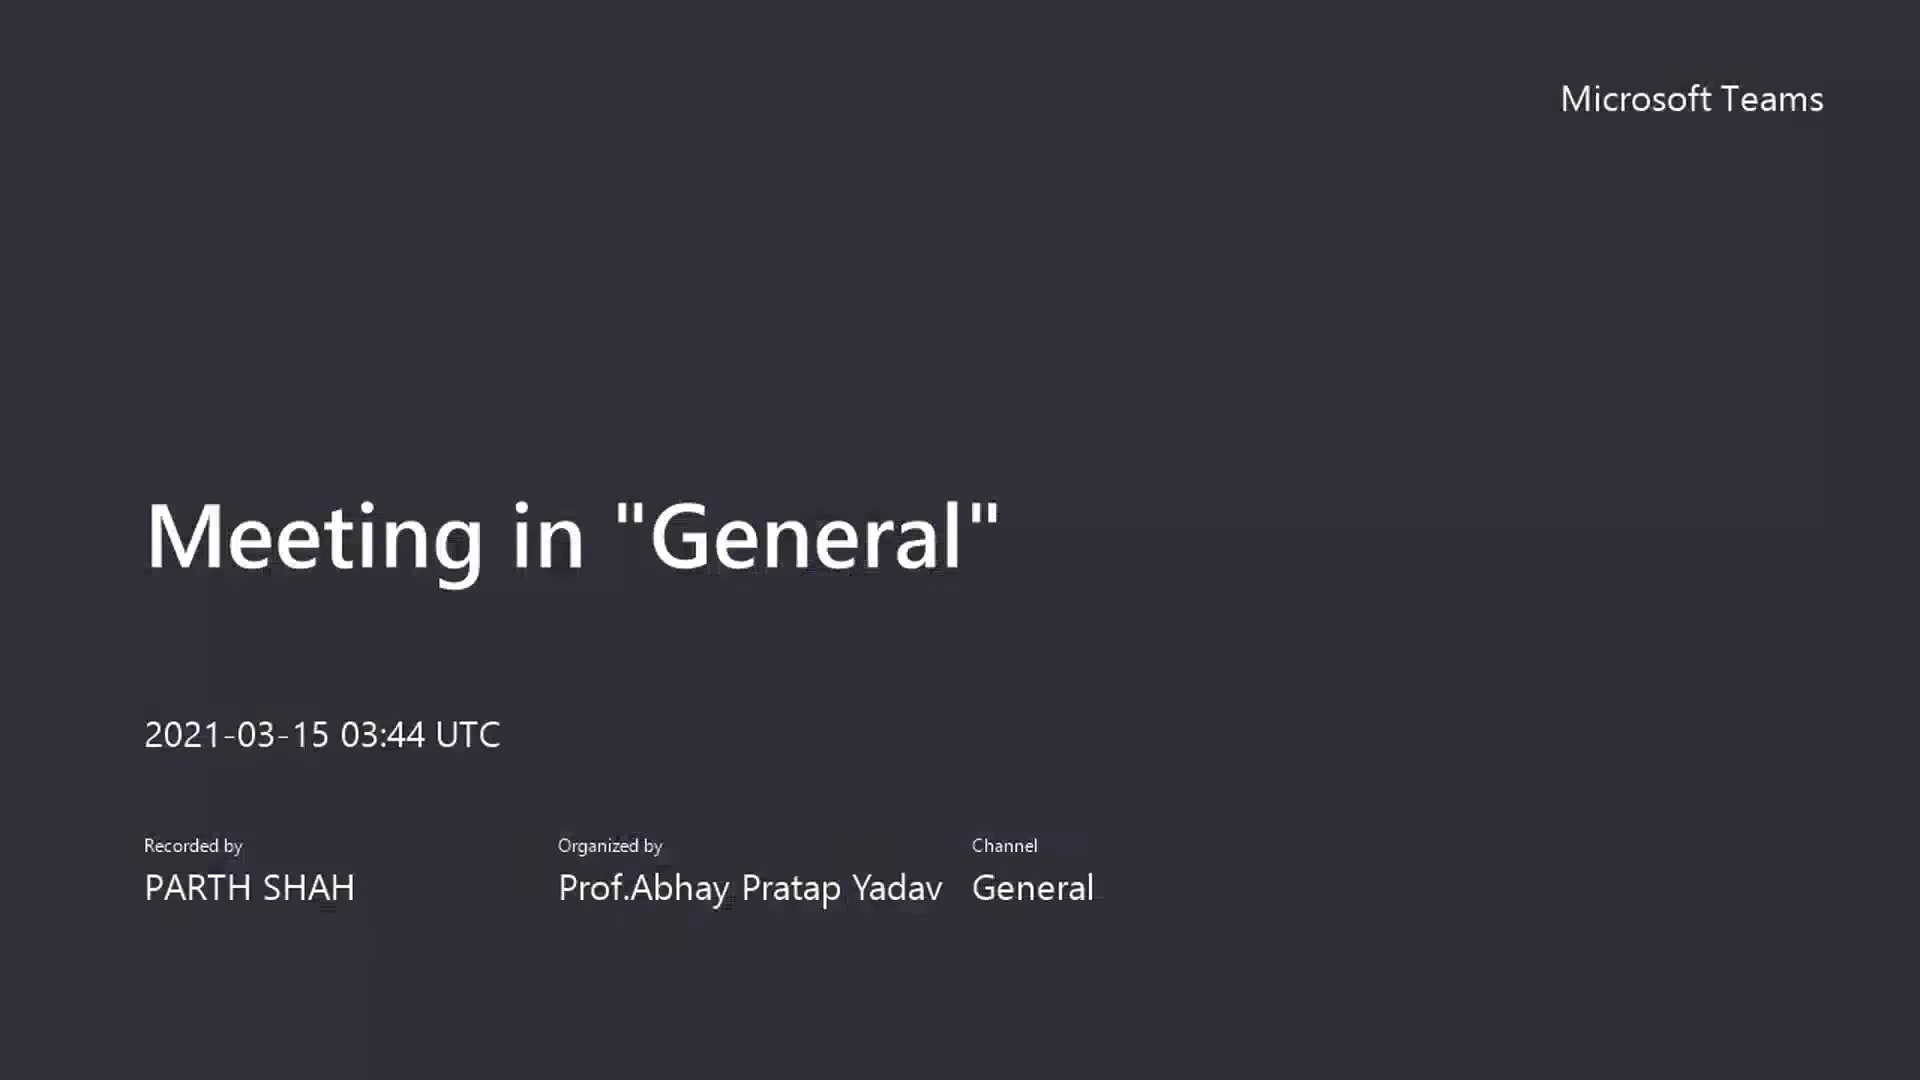 Microsoft Teams
Meeting in "General"
2021-03-15 03:44 UTC
Recorded by
PARTH SHAH
Organized by
Prof.Abhay Pratap Yadav
Channel
General